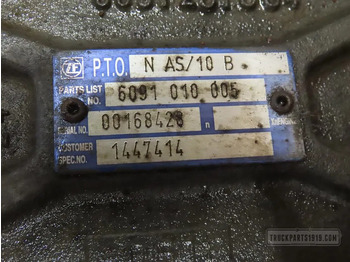 ZF P.T.O. N AS/10 B
PARTS LIST NO. 6091 010 005
SERIAL NO. 00168428 n
CUSTOMER SPEC.NO. 1447414
TRUCKPARTS1919.COM